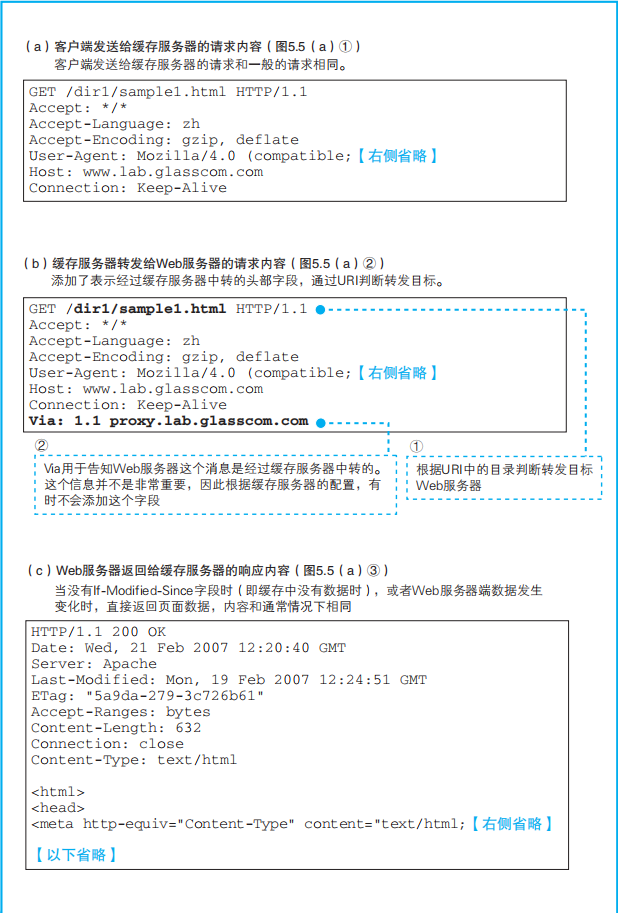 (a)客户端发送给缓存服务器的请求内容(图5.5(a)①)
客户端发送给缓存服务器的请求和一般的请求相同。
GET /dir1/sample1.html HTTP/1.1
Accept: */*
Accept-Language: zh
Accept-Encoding: gzip, deflate
User-Agent: Mozilla/4.0 (compatible;【右侧省略】
Host: www.lab.glasscom.com
Connection: Keep-Alive
(b)缓存服务器转发给Web服务器的请求内容(图5.5(a)②)
添加了表示经过缓存服务器中转的头部字段,通过URI判断转发目标。
GET /dir1/sample1.html HTTP/1.1
Accept: */*
Accept-Language: zh
Accept-Encoding: gzip, deflate
User-Agent: Mozilla/4.0 (compatible;【右侧省略】
Host: www.lab.glasscom.com
Connection: Keep-Alive
Via: 1.1 proxy.lab.glasscom.com
②
Via用于告知Web服务器这个消息是经过缓存服务器中转的。
这个信息并不是非常重要,因此根据缓存服务器的配置,有
时不会添加这个字段
①
根据URI中的目录判断转发目标
Web服务器
(c)Web服务器返回给缓存服务器的响应内容(图5.5(a)③)
当没有If-Modified-Since字段时(即缓存中没有数据时),或者Web服务器端数据发生
变化时,直接返回页面数据,内容和通常情况下相同
HTTP/1.1 200 OK
Date: Wed, 21 Feb 2007 12:20:40 GMT
Server: Apache
Last-Modified: Mon, 19 Feb 2007 12:24:51 GMT
ETag: "5a9da-279-3c726b61"
Accept-Ranges: bytes
Content-Length: 632
Connection: close
Content-Type: text/html
<html>
<head>
<meta http-equiv="Content-Type" content="text/html;【右侧省略】
【以下省略】